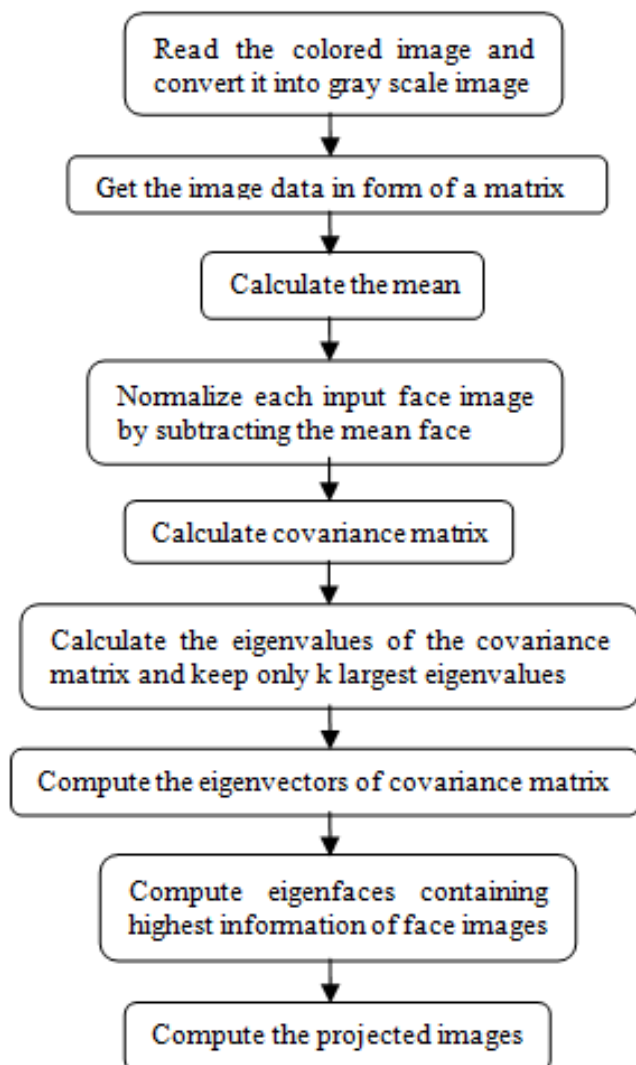 Read the colored image and
convert it into gray scale image
Get the image data in form of a matrix
Calculate the mean
Normalize each input face image
by subtracting the mean face
Calculate covariance matrix
Calculate the eigenvalues of the covariance
matrix and keep only k largest eigenvalues
Compute the eigenvectors of covariance matrix
Compute eigenfaces containing
highest information of face images
Compute the projected images